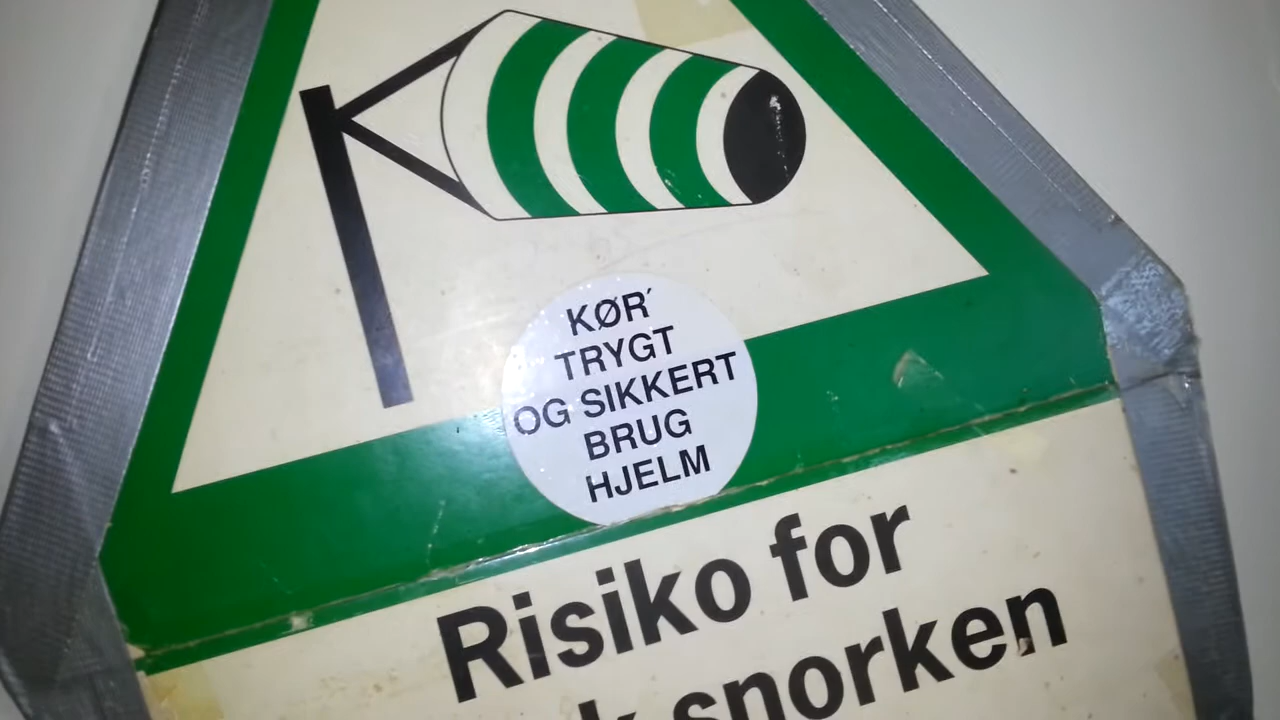 KØR´
TRYGT
OG SIKKERT
BRUG
HJELM
Risiko for
snorken